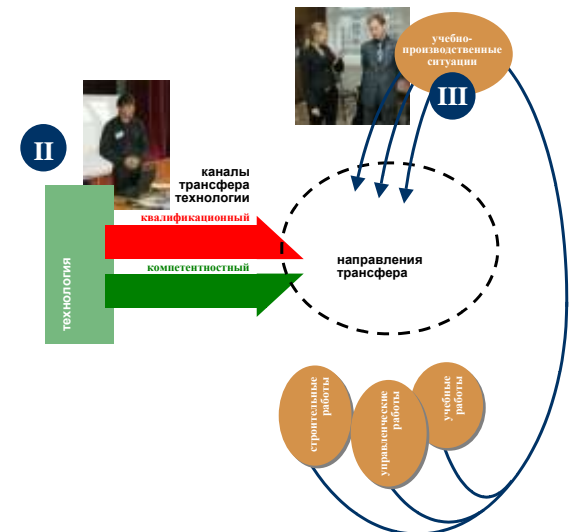 учебно-
производственные
ситуации
III
II
каналы
трансфера
технологии
квалификационный
компетентностный
технология
направления
трансфера
строительные
работы
управленческие
работы
учебные
работы